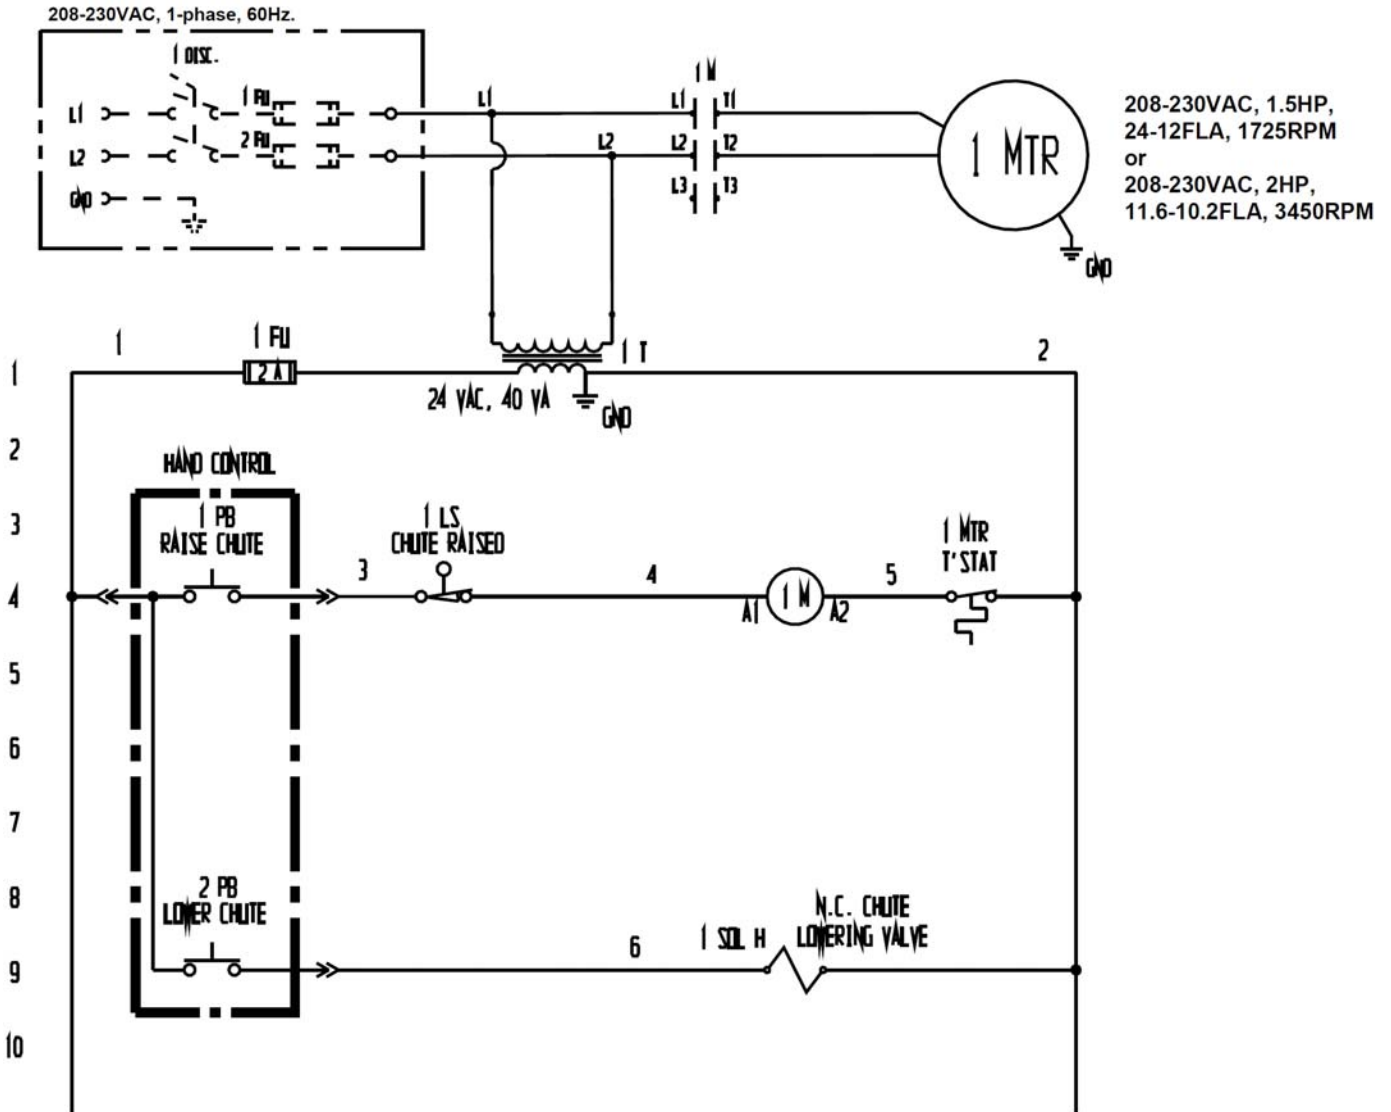 208-230VAC, 1-phase, 60Hz.
1 DISC.
L1
1 FU
L2
2 FU
GND
L1
L2
1 M
L1
T1
L2
T2
L3
T3
1 MTR
GND
208-230VAC, 1.5HP,
24-12FLA, 1725RPM
or
208-230VAC, 2HP,
11.6-10.2FLA, 3450RPM
1
1 FU
1 T
2
1
2 A
24 VAC, 40 VA
GND
2
HAND CONTROL
3
1 PB
RAISE CHUTE
1 LS
CHUTE RAISED
1 MTR
T'STAT
3
4
5
4
A1
1 M
A2
5
6
7
8
2 PB
LOWER CHUTE
N.C. CHUTE
LOWERING VALVE
1 SOL H
6
9
10